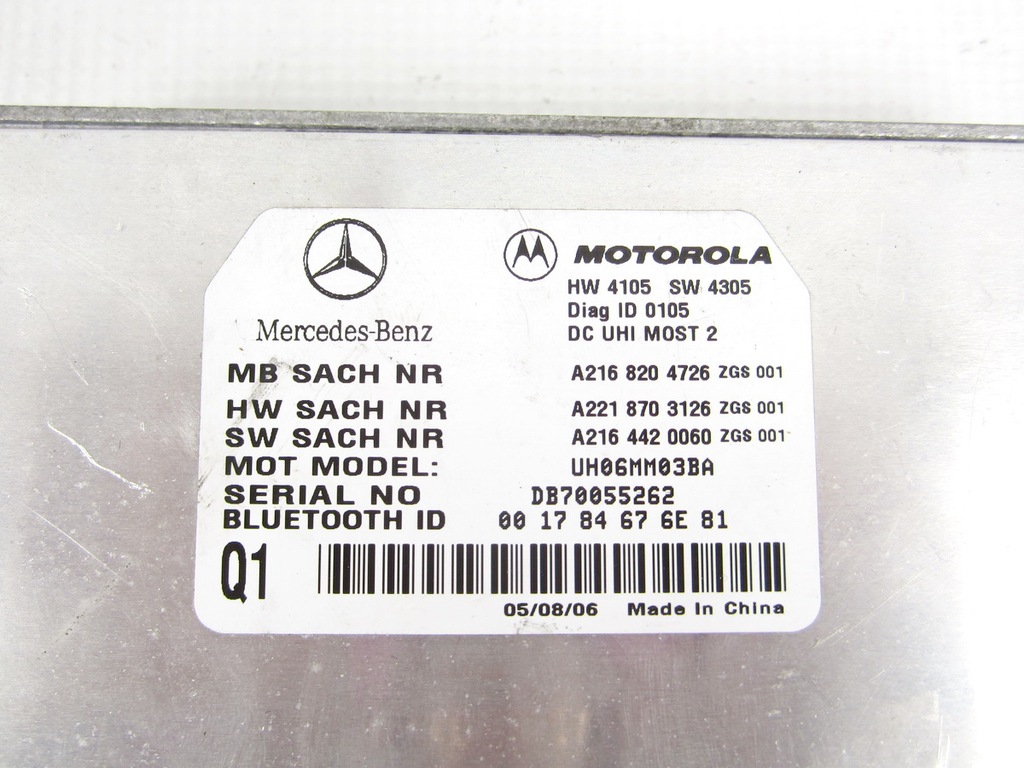 MOTOROLA
HW 4105 SW 4305
Diag ID 0105
Mercedes-Benz
DC UHI MOST 2
MB SACH NR A216 820 4726 ZGS 001
HW SACH NR A221 870 3126 ZGS 001
SW SACH NR A216 442 0060 ZGS 001
MOT MODEL: UH06MM03BA
SERIAL NO DB70055262
BLUETOOTH ID 00 17 84 67 6E 81
Q1
05/08/06 Made In China